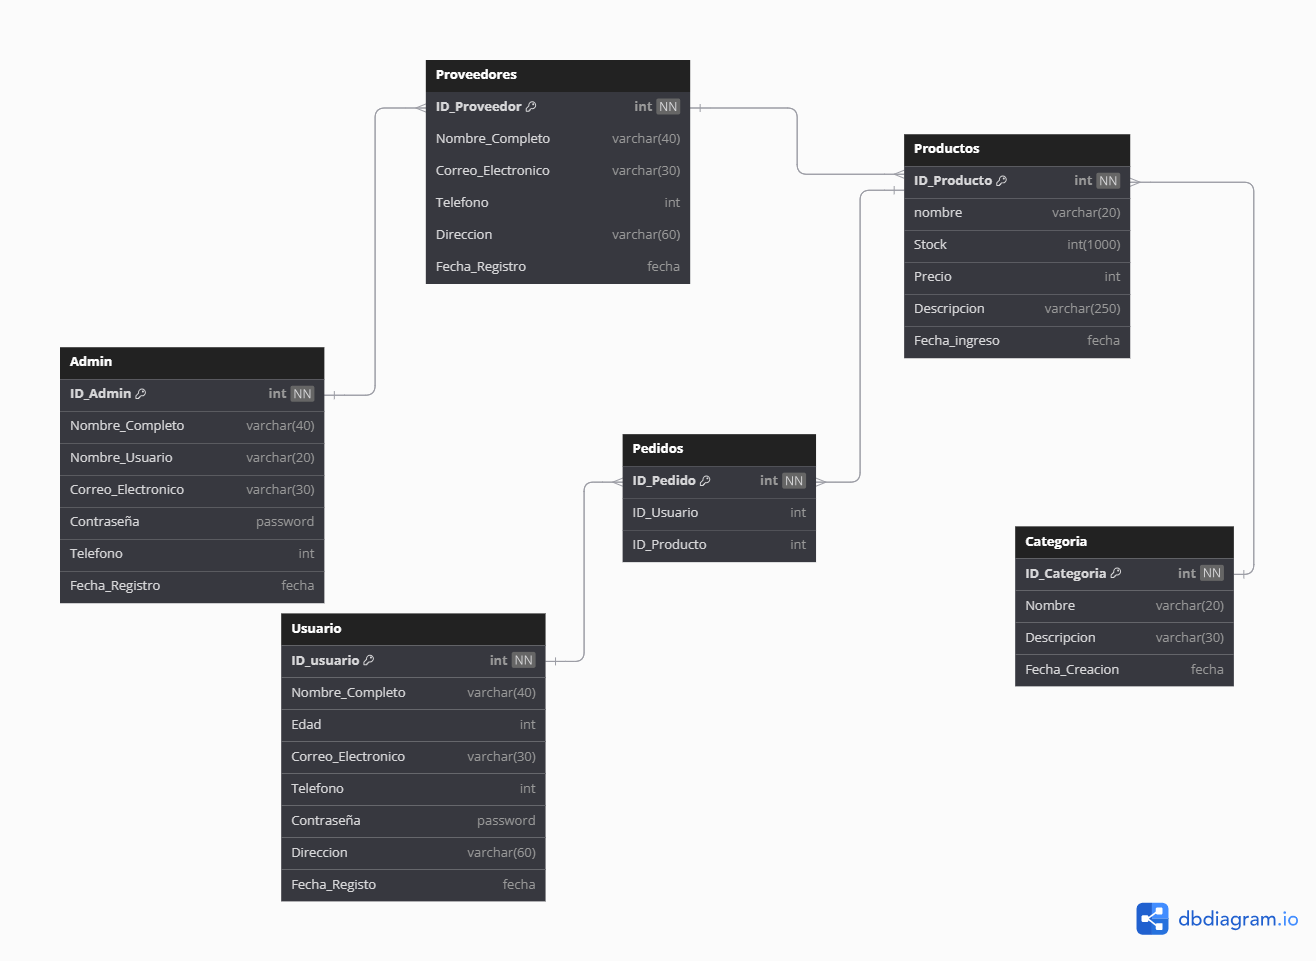 Proveedores
ID_Proveedor int NN
Nombre_Completo varchar(40)
Correo_Electronico varchar(30)
Telefono int
Direccion varchar(60)
Fecha_Registro fecha
Productos
ID_Producto int NN
nombre varchar(20)
Stock int(1000)
Precio int
Descripcion varchar(250)
Fecha_ingreso fecha
Admin
ID_Admin int NN
Nombre_Completo varchar(40)
Nombre_Usuario varchar(20)
Correo_Electronico varchar(30)
Contraseña password
Telefono int
Fecha_Registro fecha
Pedidos
ID_Pedido int NN
ID_Usuario int
ID_Producto int
Categoria
ID_Categoria int NN
Nombre varchar(20)
Descripcion varchar(30)
Fecha_Creacion fecha
Usuario
ID_usuario int NN
Nombre_Completo varchar(40)
Edad int
Correo_Electronico varchar(30)
Telefono int
Contraseña password
Direccion varchar(60)
Fecha_Registo fecha
dbdiagram.io